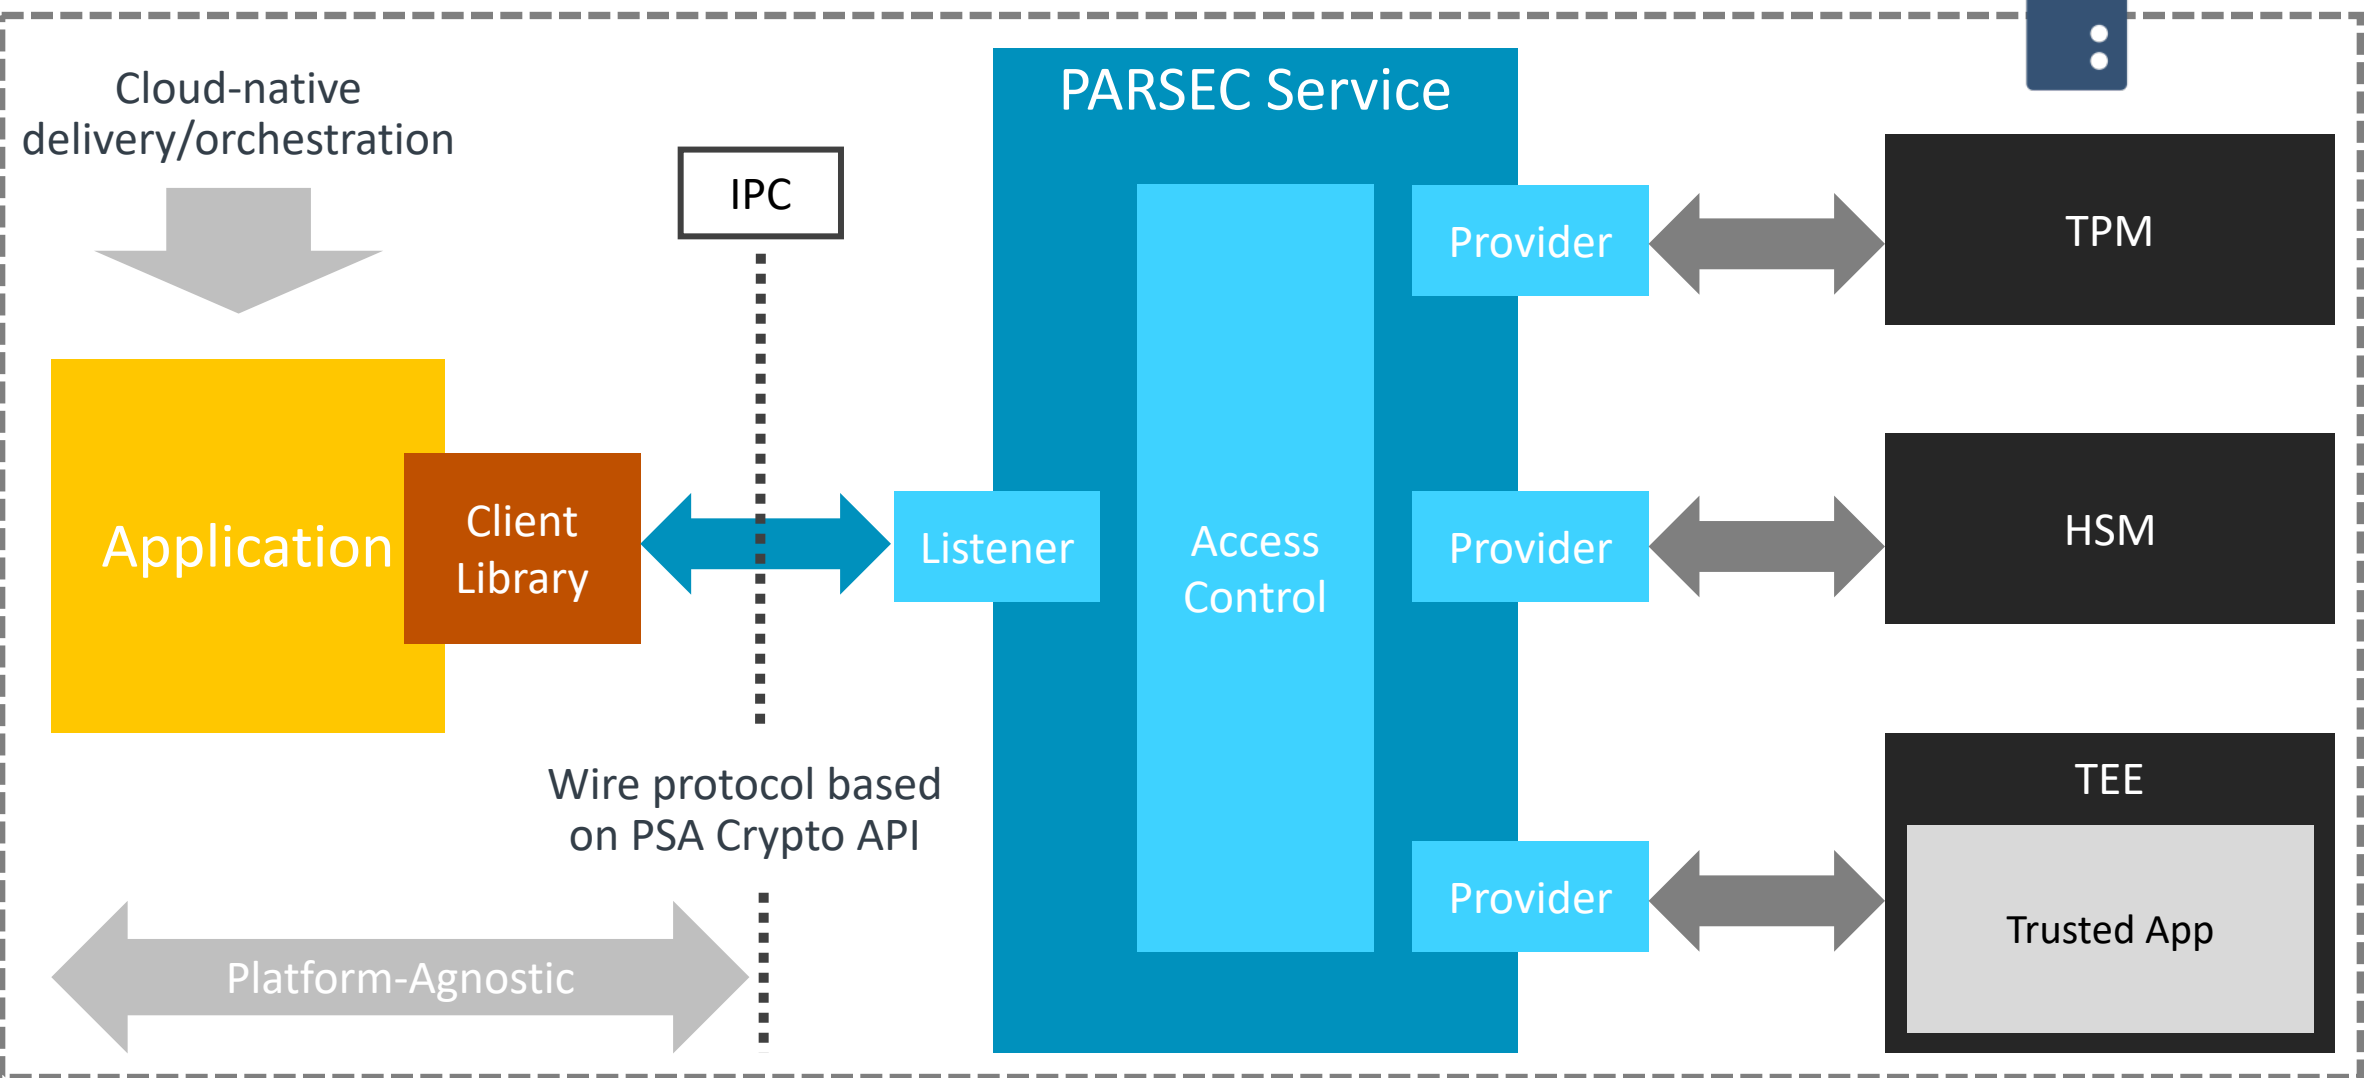 Cloud-native
delivery/orchestration
IPC
PARSEC Service
Application
Client
Library
Listener
Access
Control
Provider
TPM
Provider
HSM
Provider
TEE
Trusted App
Wire protocol based
on PSA Crypto API
Platform-Agnostic